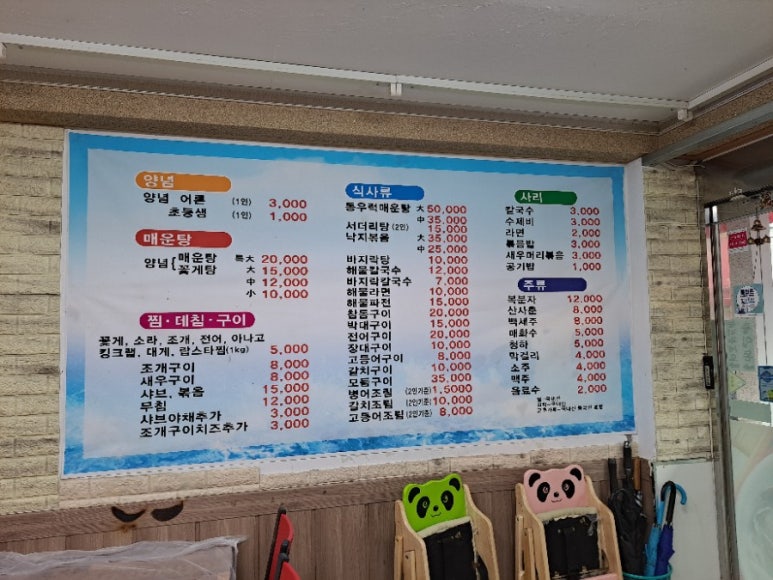 양념
양념 어른 (1인) 3,000
초등생 (1인) 1,000
매운탕
양념{매운탕 특大 20,000
꽃게탕 大 15,000
中 12,000
小 10,000
찜·데침·구이
꽃게, 소라, 조개, 전어, 아나고
킹크랩, 대게, 랍스타찜(1kg) 5,000
조개구이 8,000
새우구이 8,000
샤브, 볶음 15,000
무침 12,000
샤브야채추가 3,000
조개구이치즈추가 3,000
식사류
통우럭매운탕 大 50,000
中 35,000
서더리탕 (2인) 15,000
낙지볶음 大 35,000
中 25,000
바지락탕 10,000
해물칼국수 12,000
바지락칼국수 7,000
해물라면 10,000
해물파전 15,000
참돔구이 20,000
박대구이 15,000
전어구이 20,000
장대구이 10,000
고등어구이 8,000
갈치구이 10,000
모듬구이 35,000
병어조림 (2인기준) 1,5000
갈치조림 (2인기준) 10,000
고등어조림 (2인기준) 8,000
사리
칼국수 3,000
수제비 3,000
라면 2,000
볶음밥 3,000
새우머리볶음 3,000
공기밥 1,000
주류
복분자 12,000
산사춘 8,000
백세주 8,000
매화수 5,000
청하 5,000
막걸리 4,000
소주 4,000
맥주 4,000
음료수 2,000